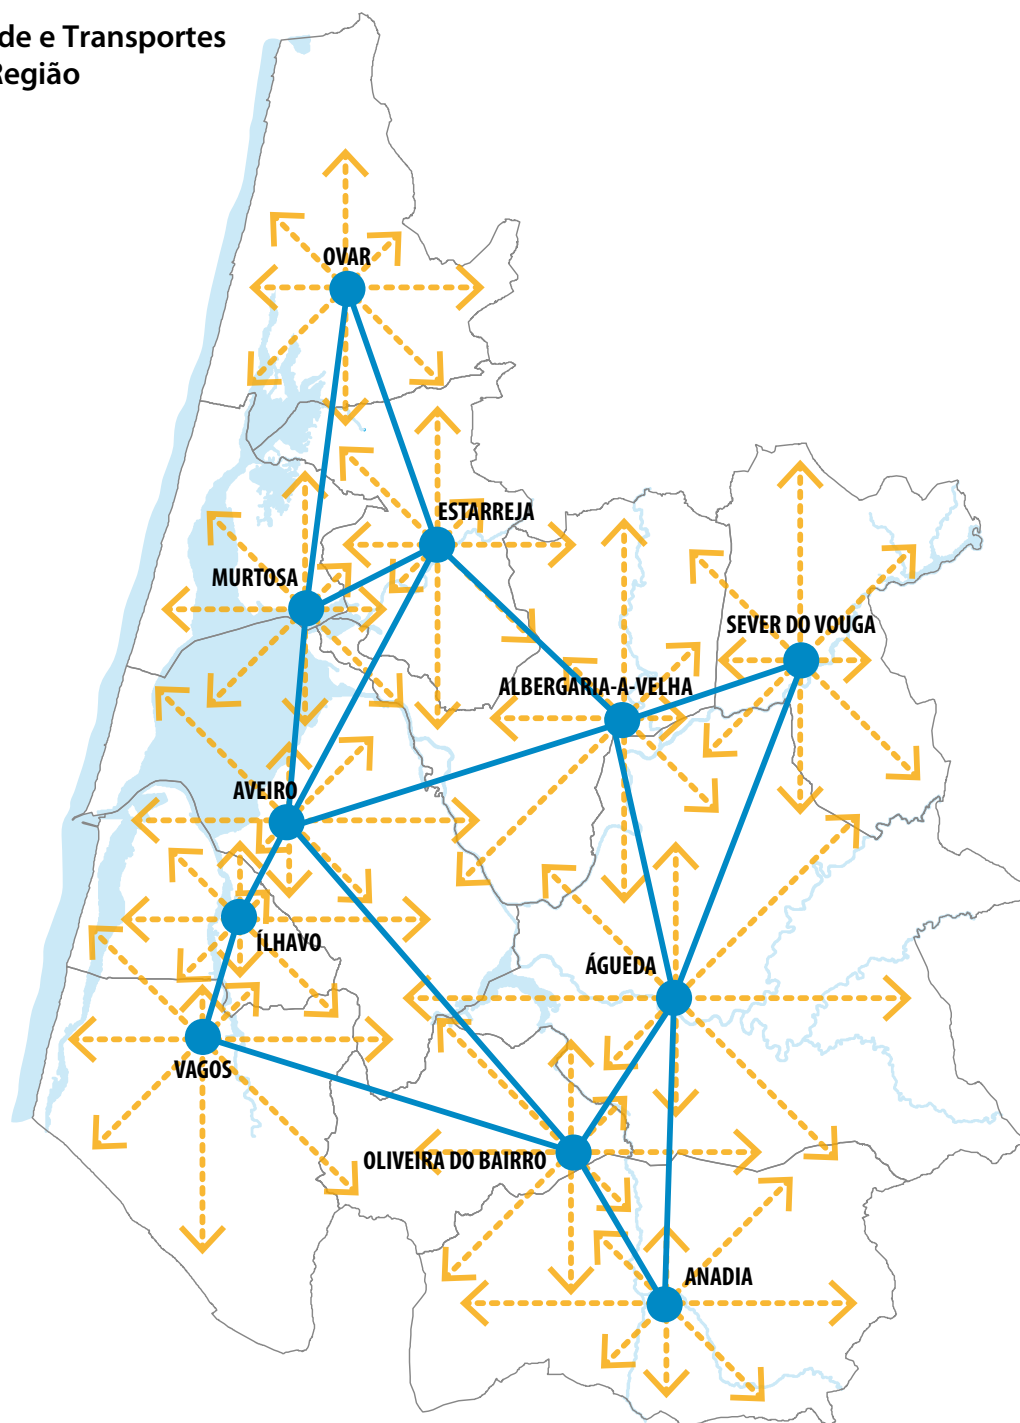 de e Transportes
Região
OVAR
ESTARREJA
MURTOSA
SEVER DO VOUGA
ALBERGARIA-A-VELHA
AVEIRO
ÍLHAVO
ÁGUEDA
VAGOS
OLIVEIRA DO BAIRRO
ANADIA